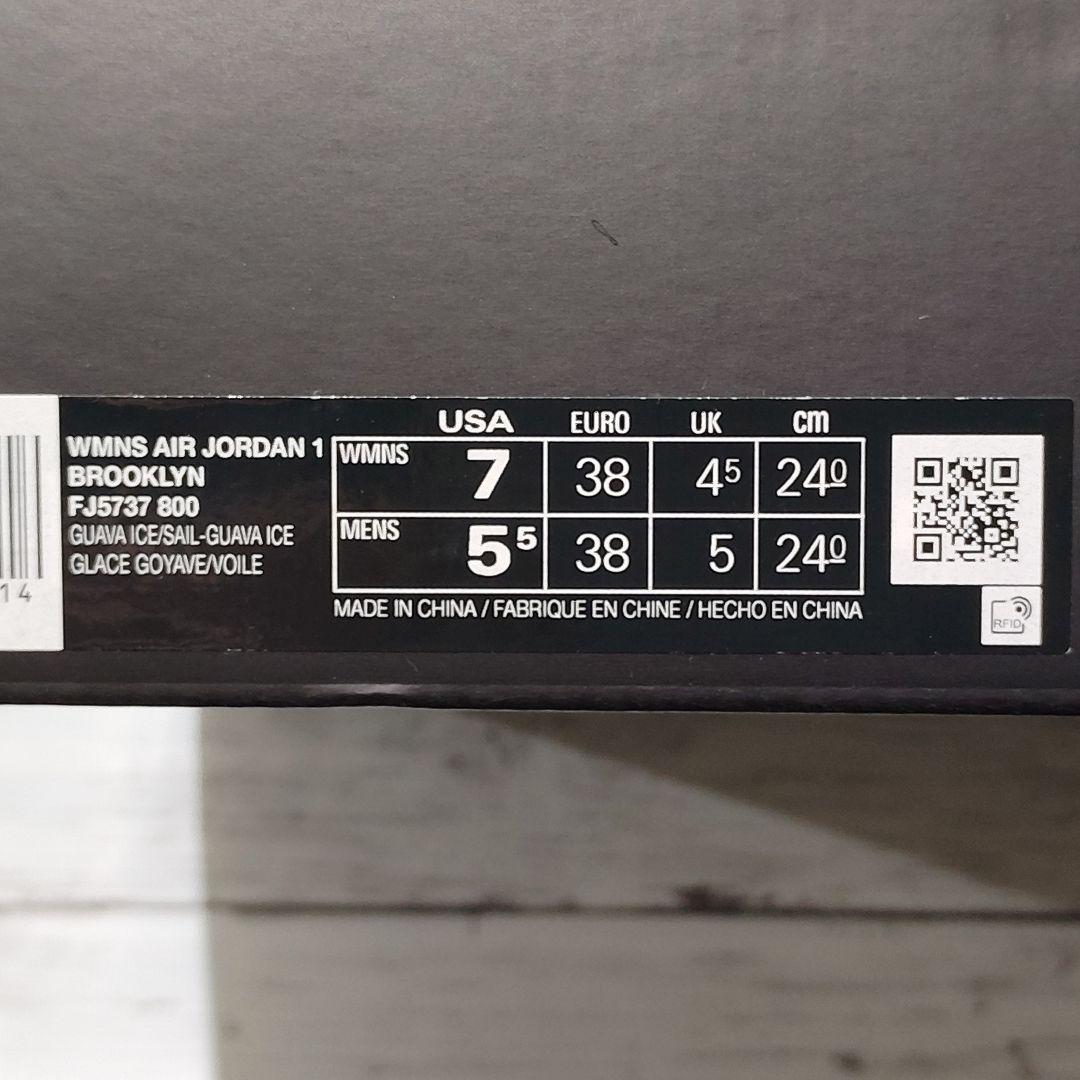 USA EURO UK cm
WMNS AIR JORDAN 1
BROOKLYN
FJ5737 800
GUAVA ICE/SAIL-GUAVA ICE
GLACE GOYAVE/VOILE
WMNS 7 38 4⁵ 24⁰
MENS 5⁵ 38 5 24⁰
MADE IN CHINA / FABRIQUE EN CHINE / HECHO EN CHINA
14
RFID